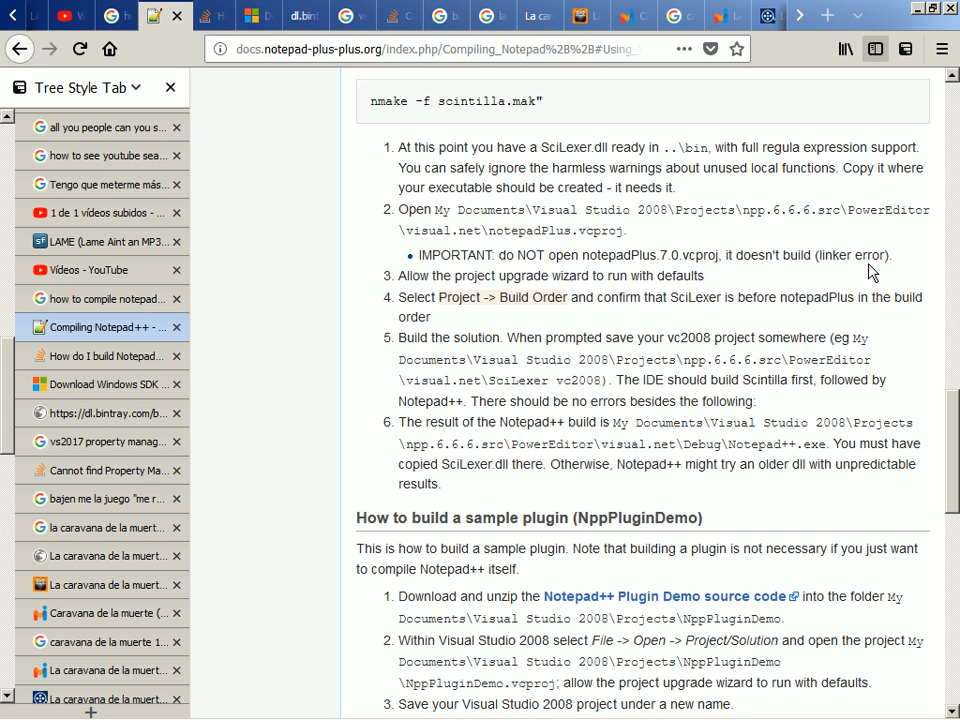 h
dl.bint
C
v
La car
C
docs.notepad-plus-plus.org/index.php/Compiling_Notepad%2B%2B/#Using_
Tree Style Tab
all you people can you s...
how to see youtube sea...
Tengo que meterme más...
1 de 1 vídeos subidos - ...
LAME (Lame Aint an MP3...
Vídeos - YouTube
how to compile notepad...
Compiling Notepad++ - ...
How do I build Notepad...
Download Windows SDK ...
https://dl.bintray.com/b...
vs2017 property manag...
Cannot find Property Ma...
bajen me la juego "me r...
la caravana de la muert...
La caravana de la muert...
La caravana de la muert...
Caravana de la muerte (...
caravana de la muerte 1...
La caravana de la muert...
La caravana de la muert...
nmake -f scintilla.mak"
1. At this point you have a SciLexer.dll ready in ..\bin, with full regula expression support.
You can safely ignore the harmless warnings about unused local functions. Copy it where
your executable should be created - it needs it.
2. Open My Documents\Visual Studio 2008\Projects\npp.6.6.6.src\PowerEditor
\visual.net\notepadPlus.vcproj.
• IMPORTANT: do NOT open notepadPlus.7.0.vcproj, it doesn't build (linker error).
3. Allow the project upgrade wizard to run with defaults
4. Select Project -> Build Order and confirm that SciLexer is before notepadPlus in the build
order
5. Build the solution. When prompted save your vc2008 project somewhere (eg My
Documents\Visual Studio 2008\Projects\npp.6.6.6.src\PowerEditor
\visual.net\SciLexer vc2008). The IDE should build Scintilla first, followed by
Notepad++. There should be no errors besides the following:
6. The result of the Notepad++ build is My Documents\Visual Studio 2008\Projects
\npp.6.6.6.src\PowerEditor\visual.net\Debug\Notepad++.exe. You must have
copied SciLexer.dll there. Otherwise, Notepad++ might try an older dll with unpredictable
results.
How to build a sample plugin (NppPluginDemo)
This is how to build a sample plugin. Note that building a plugin is not necessary if you just want
to compile Notepad++ itself.
1. Download and unzip the Notepad++ Plugin Demo source code into the folder My
Documents\Visual Studio 2008\Projects\NppPluginDemo.
2. Within Visual Studio 2008 select File -> Open -> Project/Solution and open the project My
Documents\Visual Studio 2008\Projects\NppPluginDemo
\NppPluginDemo.vcproj; allow the project upgrade wizard to run with defaults.
3. Save your Visual Studio 2008 project under a new name.